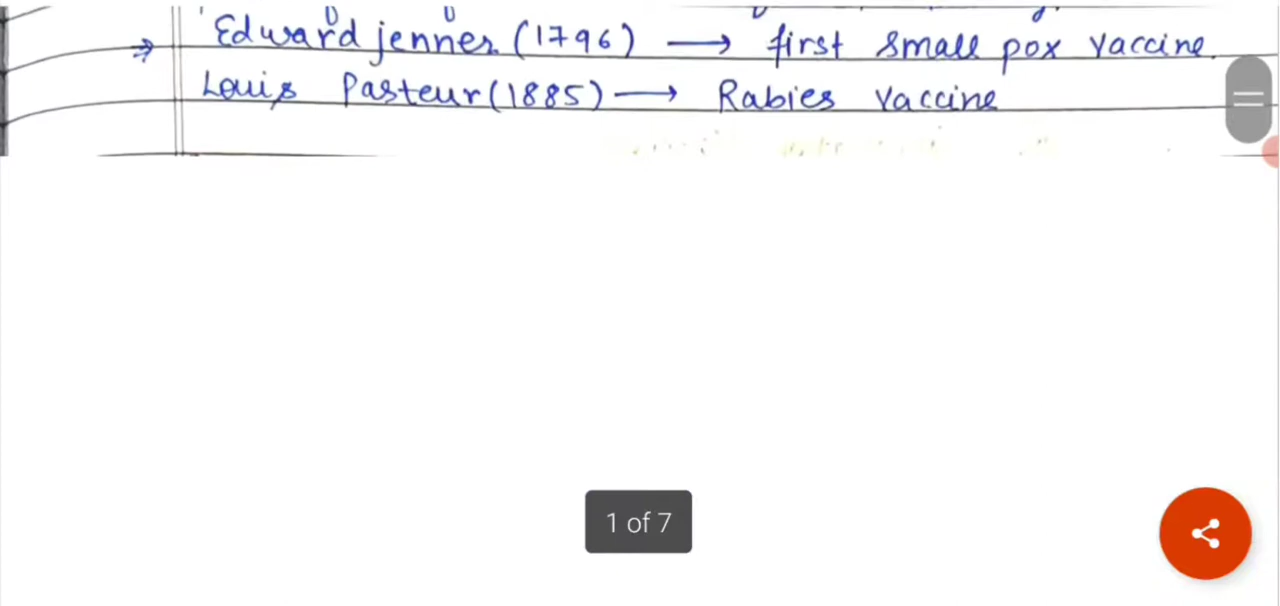 Edward jenner (1796) → first small pox vaccine.
Louis Pasteur (1885) → Rabies vaccine
1 of 7